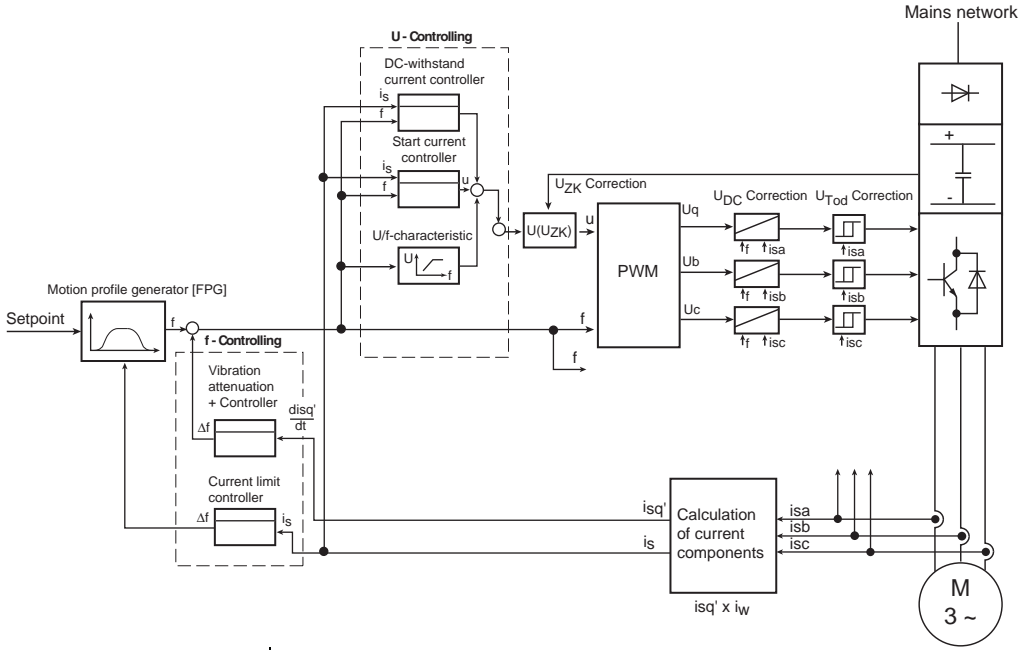 Mains network
U - Controlling
DC-withstand
current controller
is
f
Start current
controller
is
f
u
U/f-characteristic
U
f
UZK Correction
U(UZK)
u
PWM
Uq
Ub
Uc
UDC Correction
UTod Correction
f
isa
isa
f
isb
isb
f
isc
isc
+
-
Motion profile generator [FPG]
Setpoint
f
f
f
f - Controlling
Vibration
attenuation
+ Controller
Δf
disq'
dt
Current limit
controller
Δf
is
isq'
is
Calculation
of current
components
isa
isb
isc
isq' x iw
M
3 ~